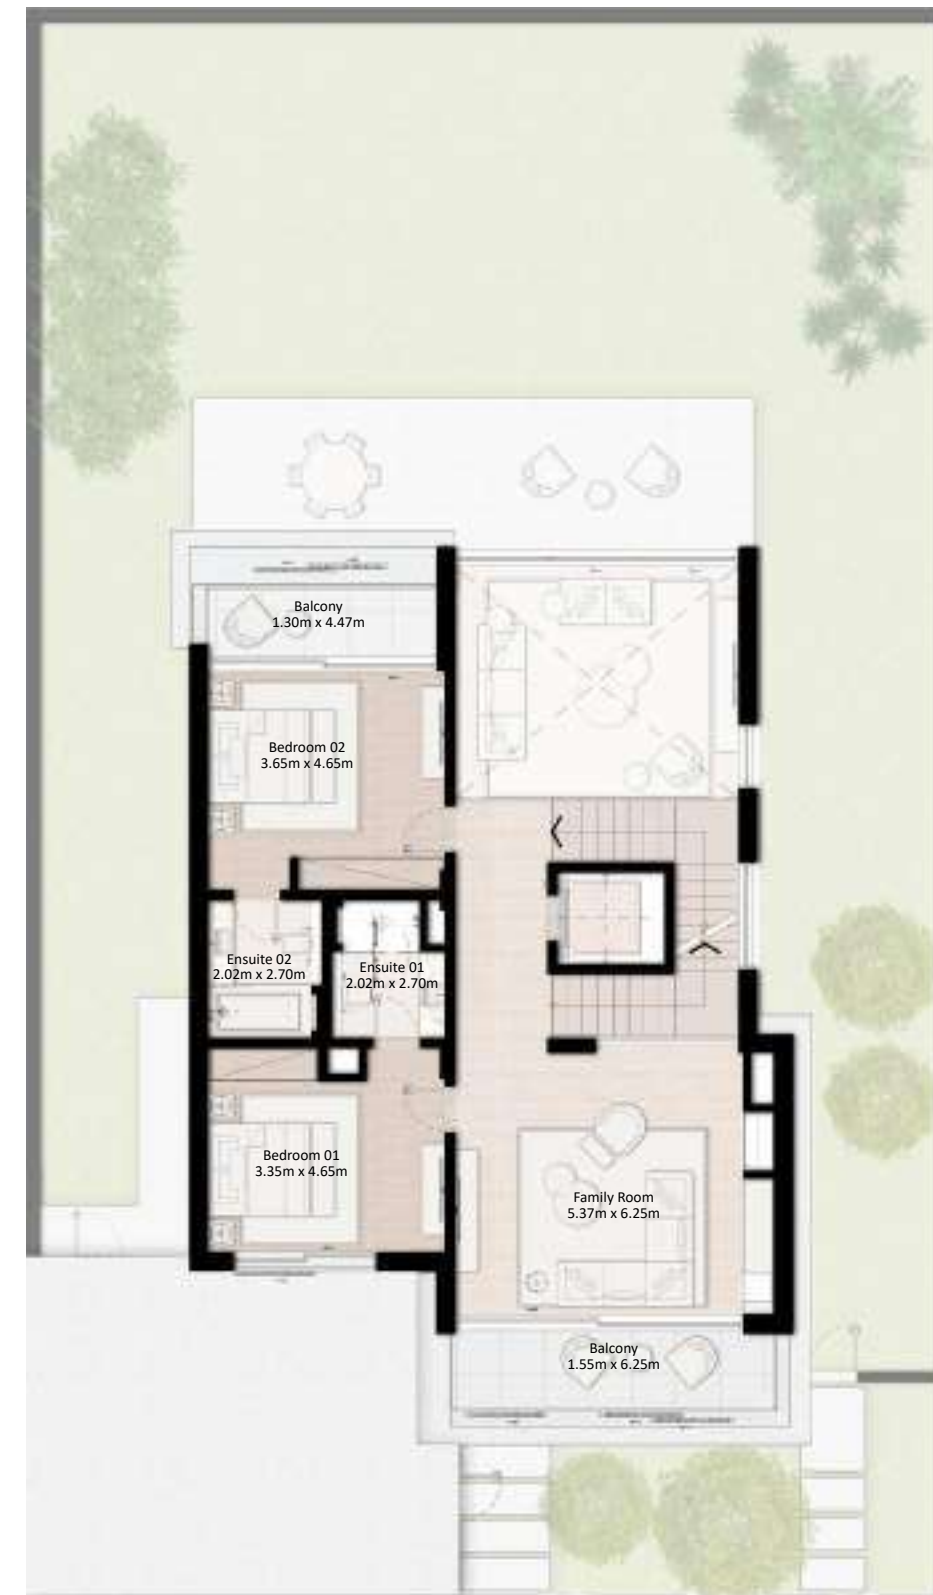 Balcony
1.30m x 4.47m
Bedroom 02
3.65m x 4.65m
Ensuite 02
2.02m x 2.70m
Ensuite 01
2.02m x 2.70m
Bedroom 01
3.35m x 4.65m
Family Room
5.37m x 6.25m
Balcony
1.55m x 6.25m